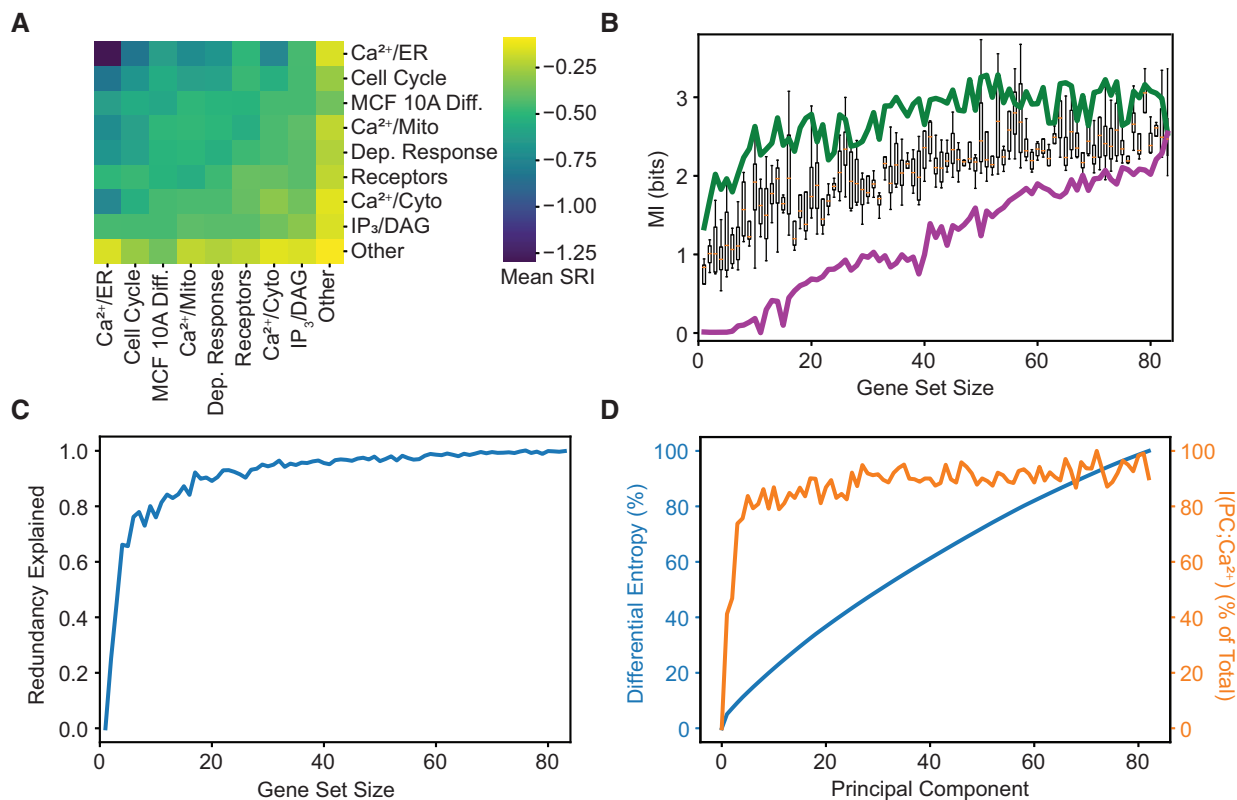 A
Ca²⁺/ER
Cell Cycle
MCF 10A Diff.
Ca²⁺/Mito
Dep. Response
Receptors
Ca²⁺/Cyto
IP₃/DAG
Other
Ca²⁺/ER
Cell Cycle
MCF 10A Diff.
Ca²⁺/Mito
Dep. Response
Receptors
Ca²⁺/Cyto
IP₃/DAG
Other
−0.25
−0.50
−0.75
−1.00
−1.25
Mean SRI
B
MI (bits)
3
2
1
0
0 20 40 60 80
Gene Set Size
C
Redundancy Explained
1.0
0.8
0.6
0.4
0.2
0.0
0 20 40 60 80
Gene Set Size
D
Differential Entropy (%)
100
80
60
40
20
0
0 20 40 60 80
Principal Component
100
80
60
40
20
0
I(PC;Ca²⁺) (% of Total)